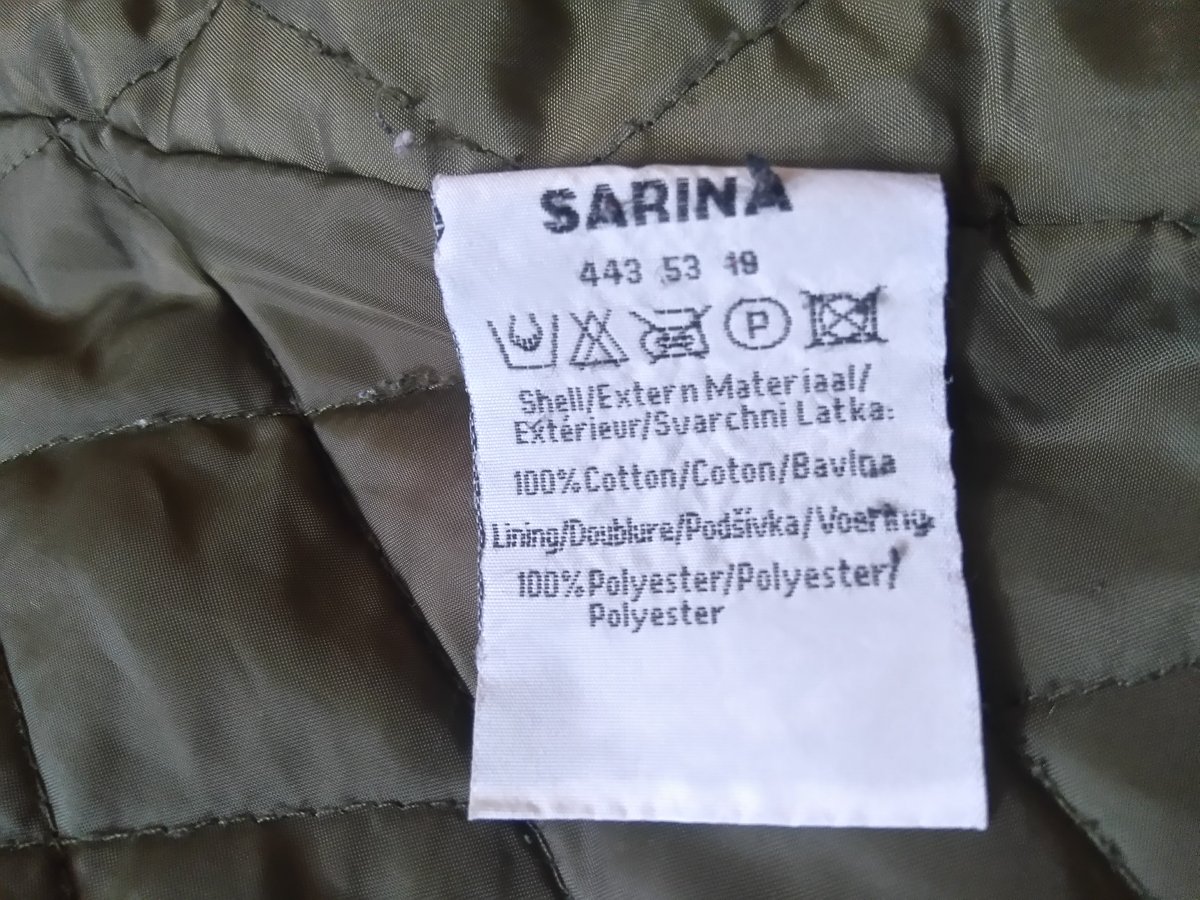 SARINA
443 53 19
P
Shell/Extern Materiaal/
Extérieur/Svarchni Latka:
100% Cotton/Coton/Bavlna
Lining/Doublure/Podšívka/Voering:
100% Polyester/Polyester/
Polyester